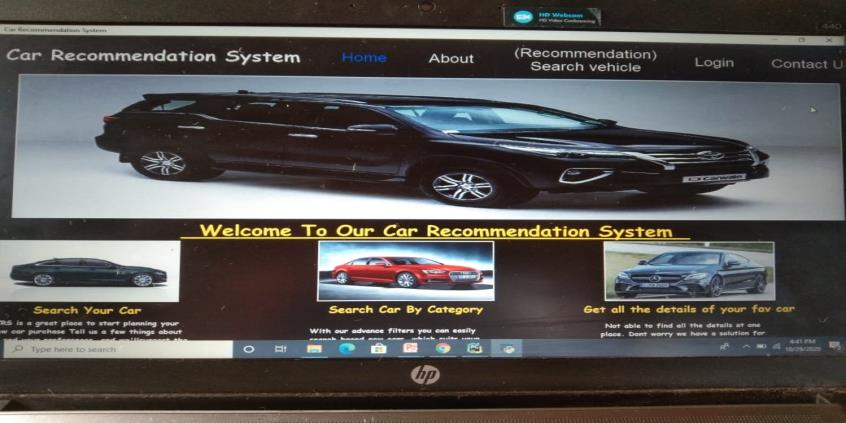 HD Webcam
HD Video Conferencing
440
Car Recommendation System
Car Recommendation System
Home
About
(Recommendation)
Search vehicle
Login
Contact U
carwale
Welcome To Our Car Recommendation System
Search Your Car
RS is a great place to start planning your
w car purchase Tell us a few things about
Search Car By Category
With our advance filters you can easily
Get all the details of your fav car
Not able to find all the details at one
place. Dont worry we have a solution for
Type here to search
4:41 PM
10/29/2020
hp